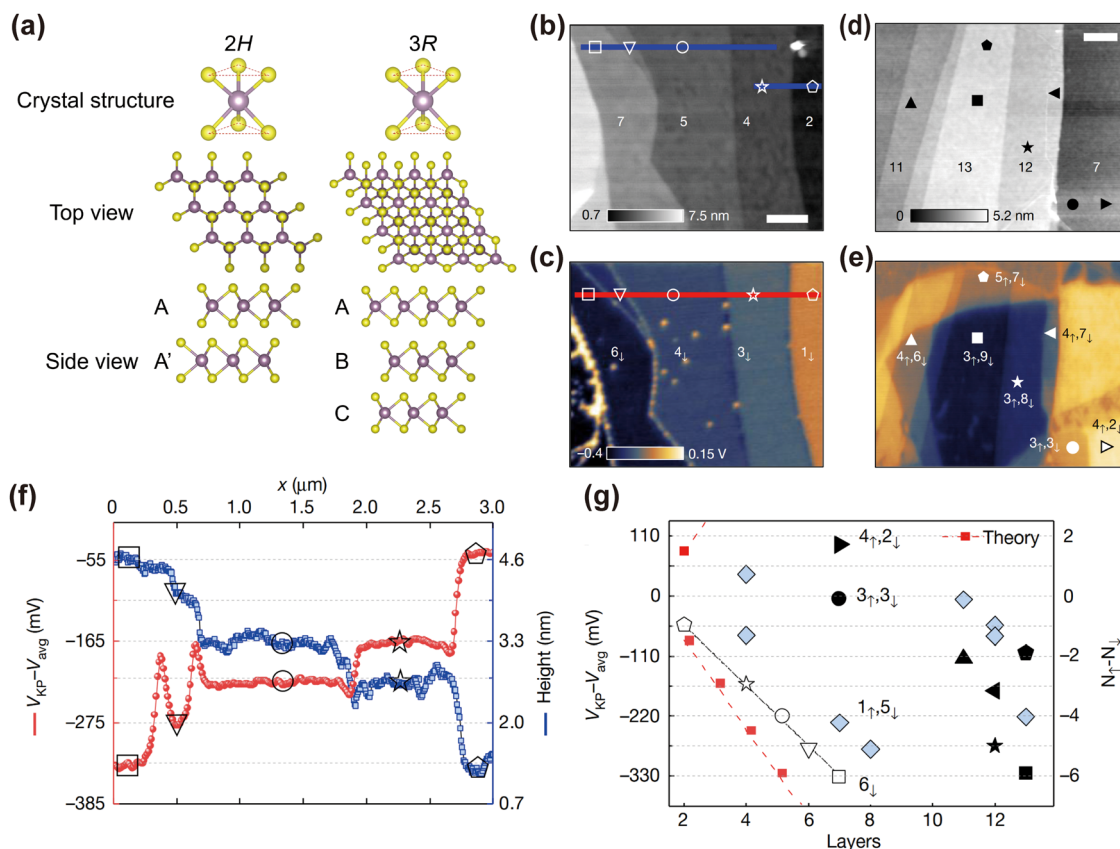 (a)
2H
3R
Crystal structure
Top view
A
A
Side view
A'
B
C
(b)
7
5
4
2
0.7
7.5 nm
(c)
6↓
4↓
3↓
1↓
−0.4
0.15 V
(d)
11
13
12
7
0
5.2 nm
(e)
5↑,7↓
4↑,7↓
4↑,6↓
3↑,9↓
3↑,8↓
4↑,2↓
3↑,3↓
(f)
x (μm)
0
0.5
1.0
1.5
2.0
2.5
3.0
−55
−165
−275
−385
VKP−Vavg (mV)
4.6
3.3
2.0
0.7
Height (nm)
(g)
110
0
−110
−220
−330
VKP−Vavg (mV)
4↑,2↓
Theory
3↑,3↓
1↑,5↓
6↓
2
0
−2
−4
−6
2
4
6
8
10
12
Layers